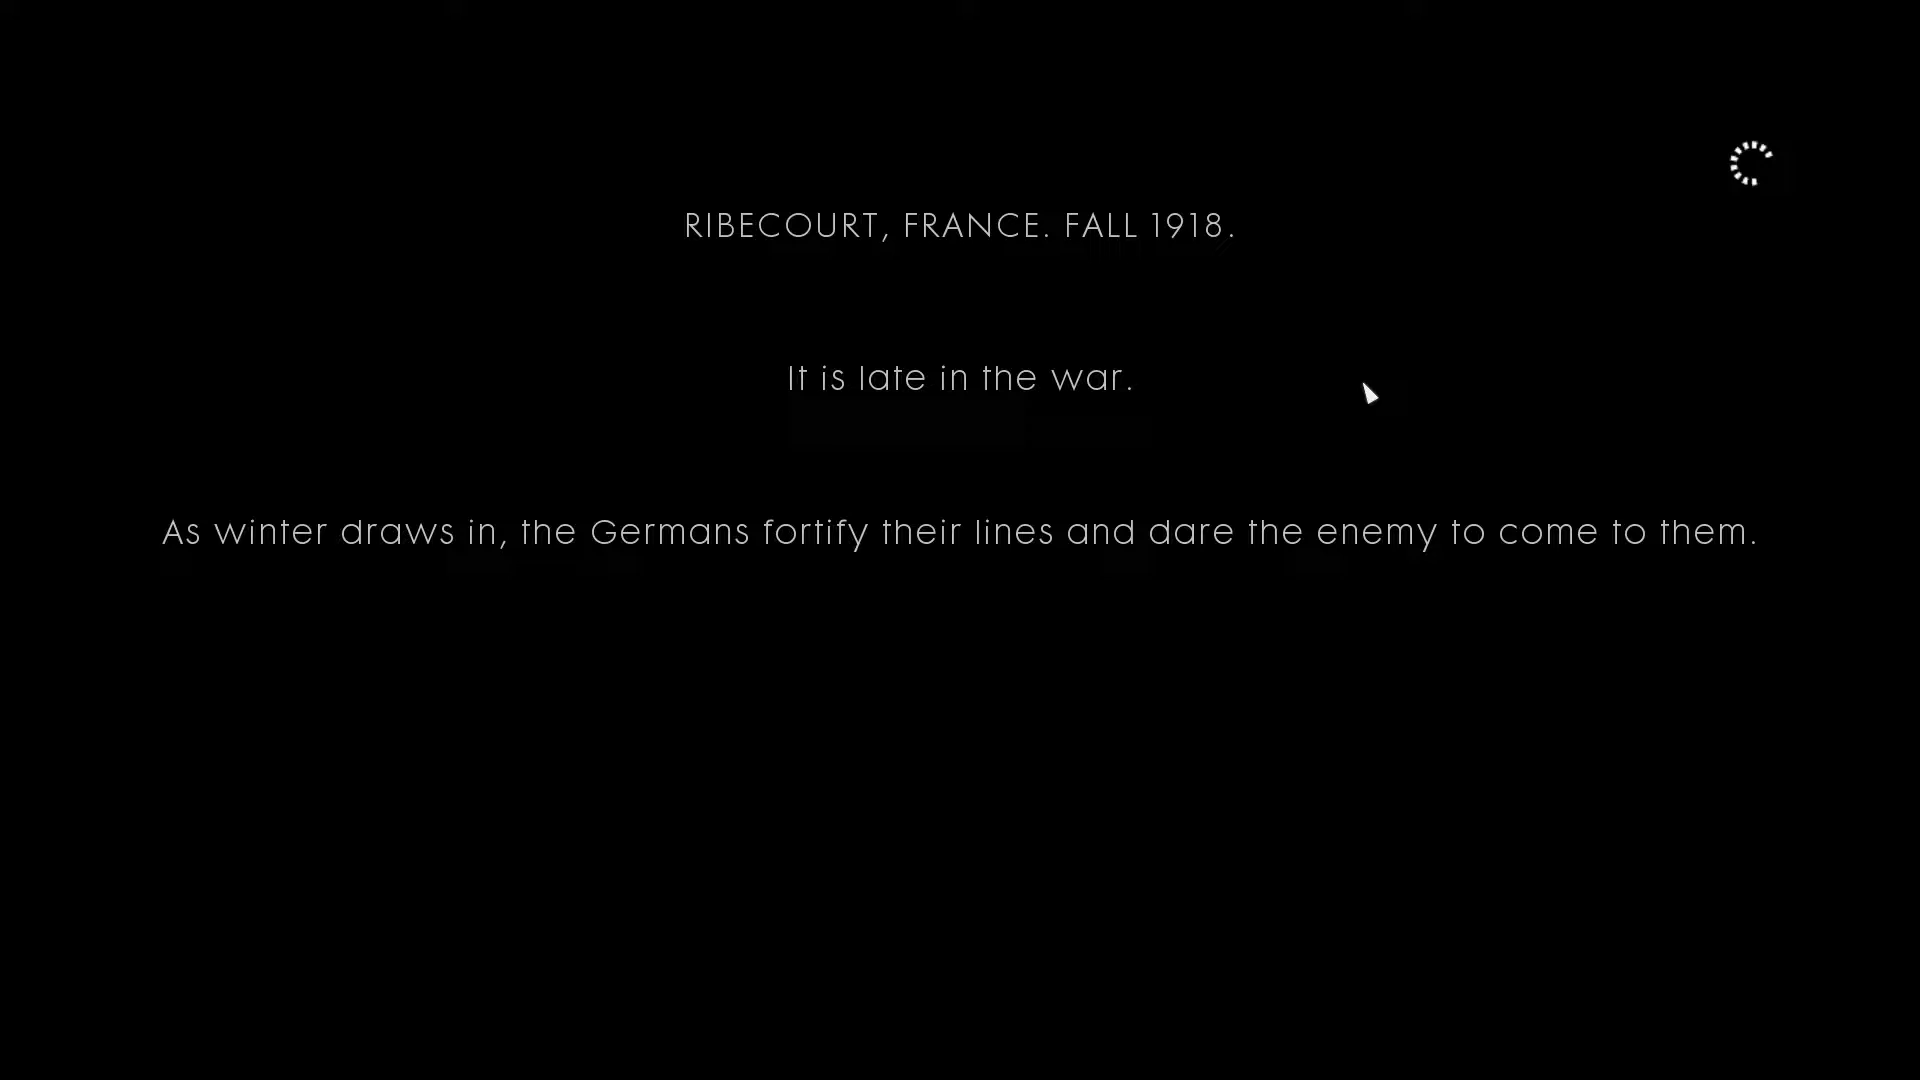 RIBECOURT, FRANCE. FALL 1918.
It is late in the war.
As winter draws in, the Germans fortify their lines and dare the enemy to come to them.